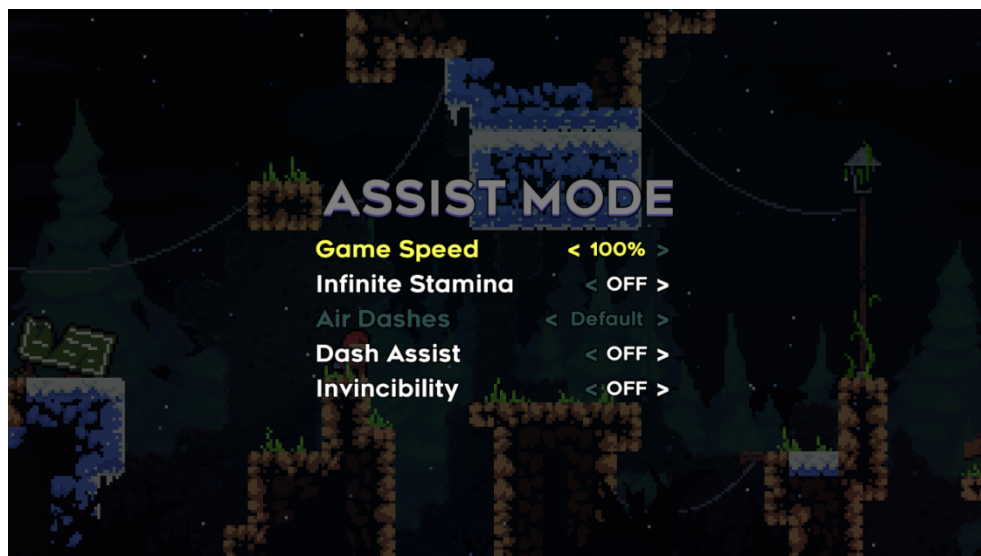 ASSIST MODE
Game Speed < 100% >
Infinite Stamina < OFF >
Air Dashes < Default >
Dash Assist < OFF >
Invincibility < OFF >